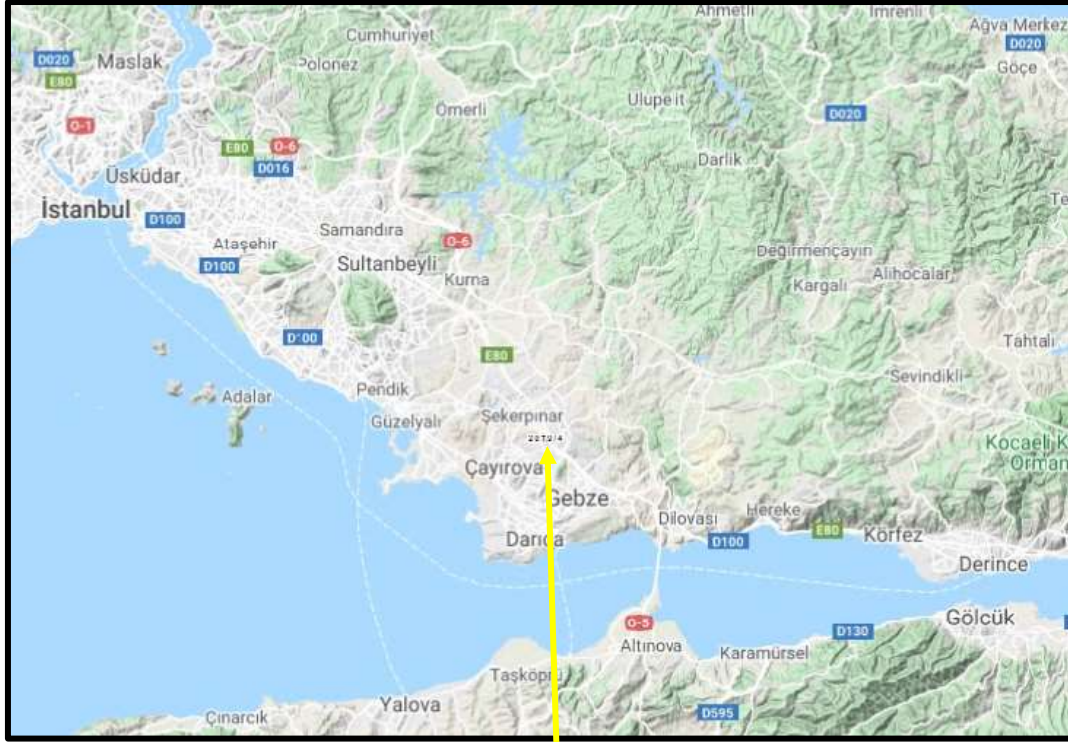 Ahmetli
İmrenli
Ağva Merkez
Cumhuriyet
D020
Göçe
D020
Maslak
Polonez
E80
Ömerli
Ulupelit
D020
O-1
E80
O-6
D016
Darlık
Üsküdar
İstanbul
D100
Samandıra
Ataşehir
O-6
Değirmençayırı
D100
Sultanbeyli
Kurna
Alihocalar
Kargalı
D100
Tahtalı
E80
Sevindikli
Pendik
Adalar
Güzelyalı
Şekerpınar
Kocaeli K
Orman
Çayırova
Gebze
Dilovası
Hereke
E80
Körfez
Darıca
D100
Derince
O-5
Gölcük
D130
Altınova
Karamürsel
Taşköprü
Yalova
D595
Çınarcık